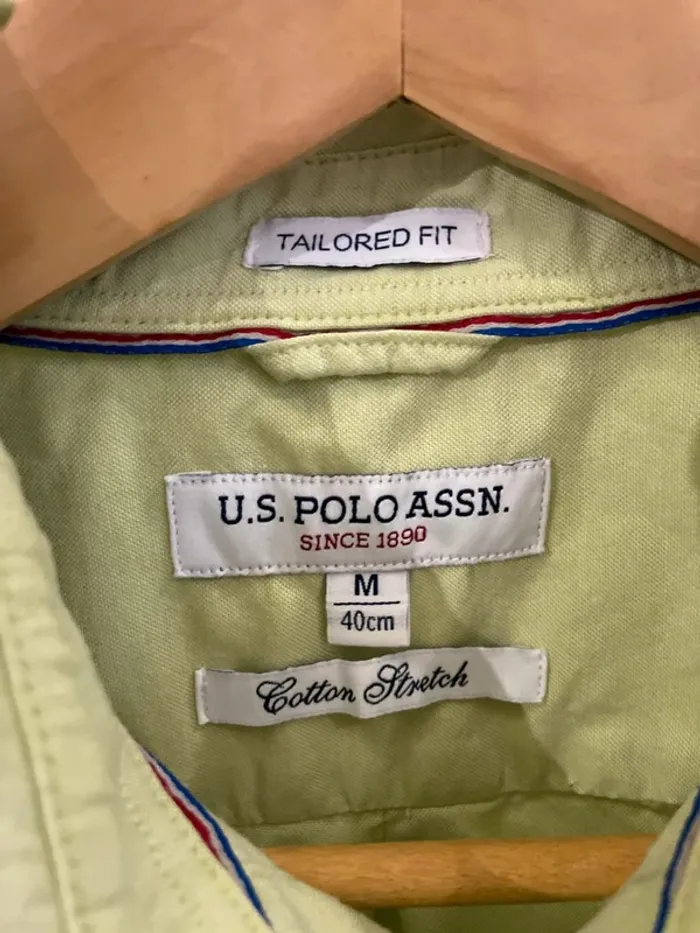 TAILORED FIT
U.S. POLO ASSN.
SINCE 1890
M
40cm
Cotton Stretch